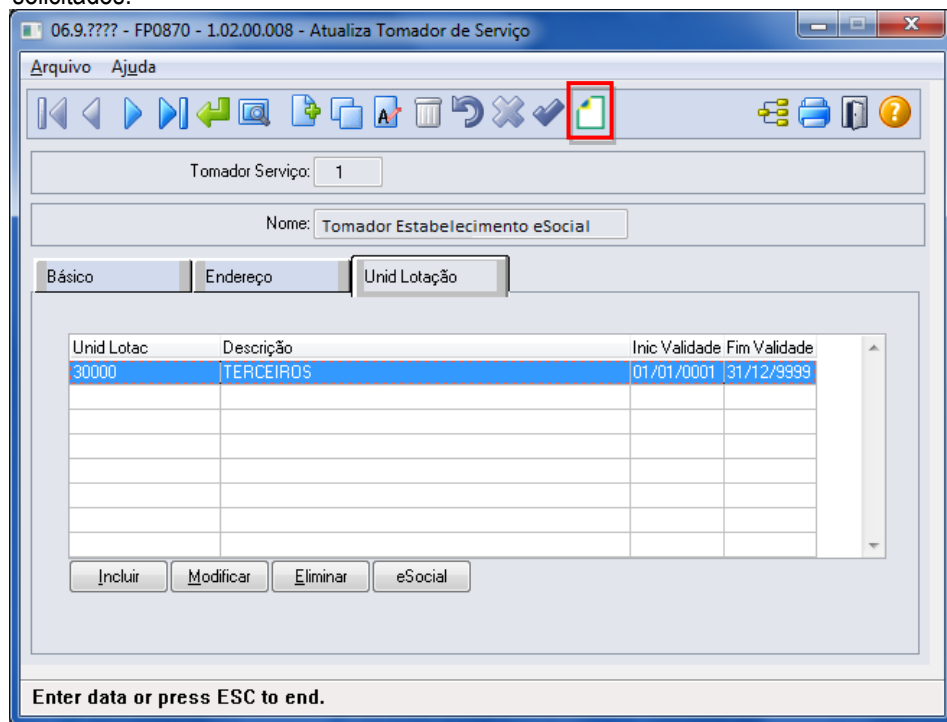 solicitados.
06.9.???? - FP0870 - 1.02.00.008 - Atualiza Tomador de Serviço
Arquivo Ajuda
Tomador Serviço: 1
Nome: Tomador Estabelecimento eSocial
Básico Endereço Unid Lotação
Unid Lotac Descrição Inic Validade Fim Validade
30000 TERCEIROS 01/01/0001 31/12/9999
Incluir Modificar Eliminar eSocial
Enter data or press ESC to end.